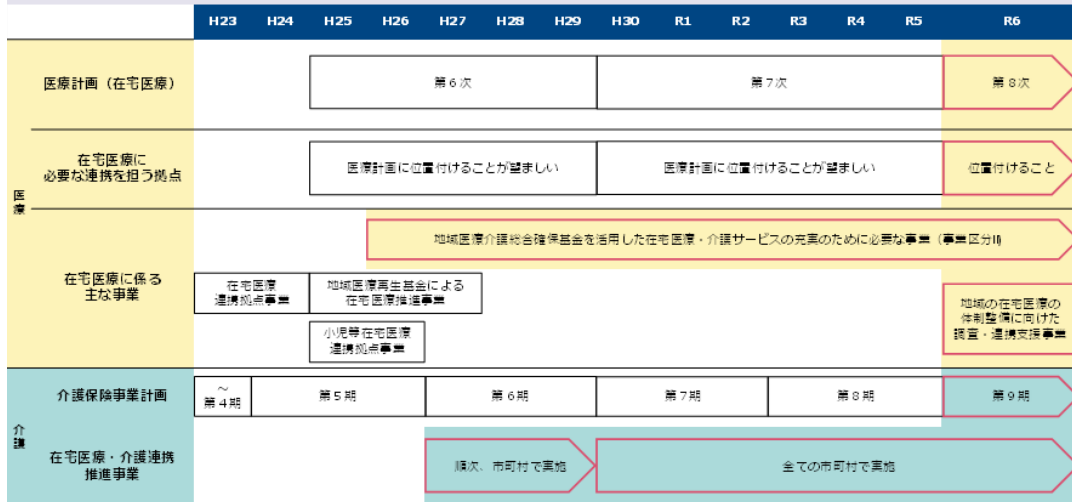 H23 H24 H25 H26 H27 H28 H29 H30 R1 R2 R3 R4 R5 R6
医療
医療計画（在宅医療）
第６次
第７次
第８次
在宅医療に
必要な連携を担う拠点
医療計画に位置付けることが望ましい
医療計画に位置付けることが望ましい
位置付けること
在宅医療に係る
主な事業
地域医療介護総合確保基金を活用した在宅医療・介護サービスの充実のために必要な事業（事業区分Ⅱ）
在宅医療
連携拠点事業
地域医療再生基金による
在宅医療推進事業
小児等在宅医療
連携拠点事業
地域の在宅医療の
体制整備に向けた
調査・連携支援事業
介護
介護保険事業計画
～
第４期
第５期
第６期
第７期
第８期
第９期
在宅医療・介護連携
推進事業
順次、市町村で実施
全ての市町村で実施